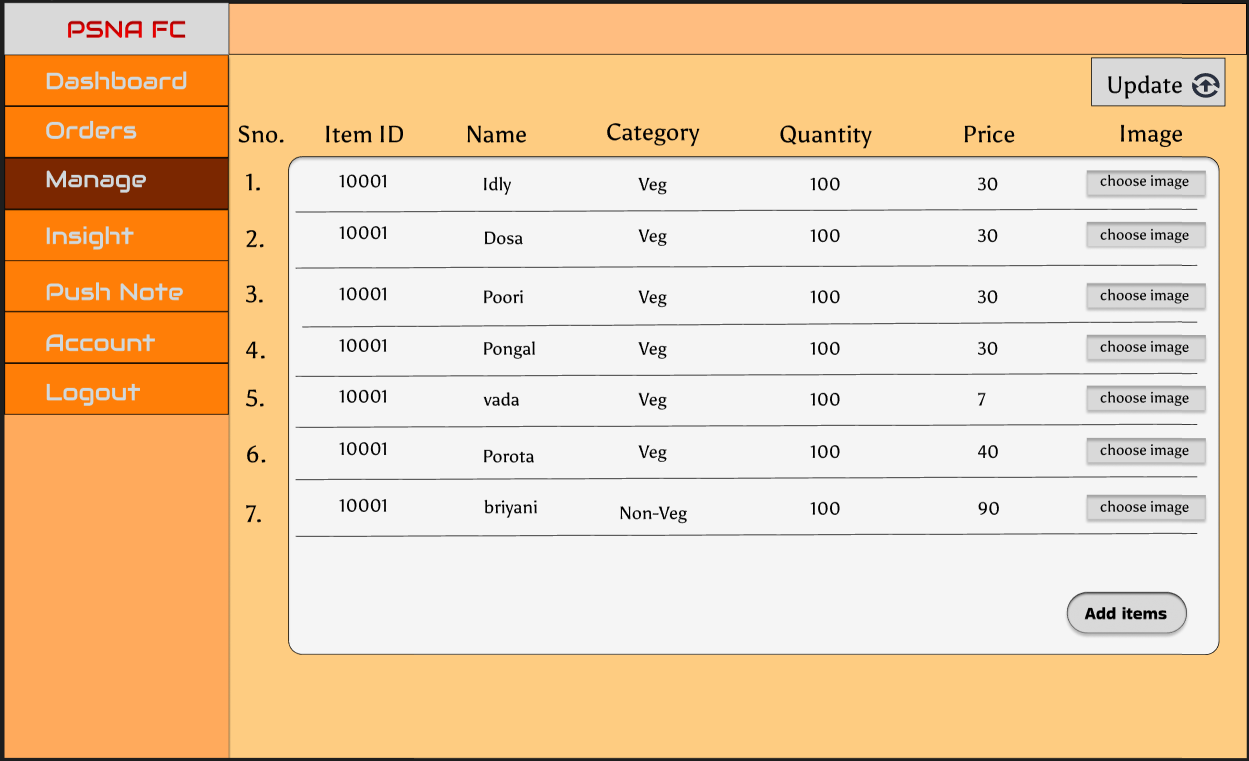 PSNA FC
Dashboard
Orders
Manage
Insight
Push Note
Account
Logout
Update
Sno. Item ID Name Category Quantity Price Image
1. 10001 Idly Veg 100 30 choose image
2. 10001 Dosa Veg 100 30 choose image
3. 10001 Poori Veg 100 30 choose image
4. 10001 Pongal Veg 100 30 choose image
5. 10001 vada Veg 100 7 choose image
6. 10001 Porota Veg 100 40 choose image
7. 10001 briyani Non-Veg 100 90 choose image
Add items